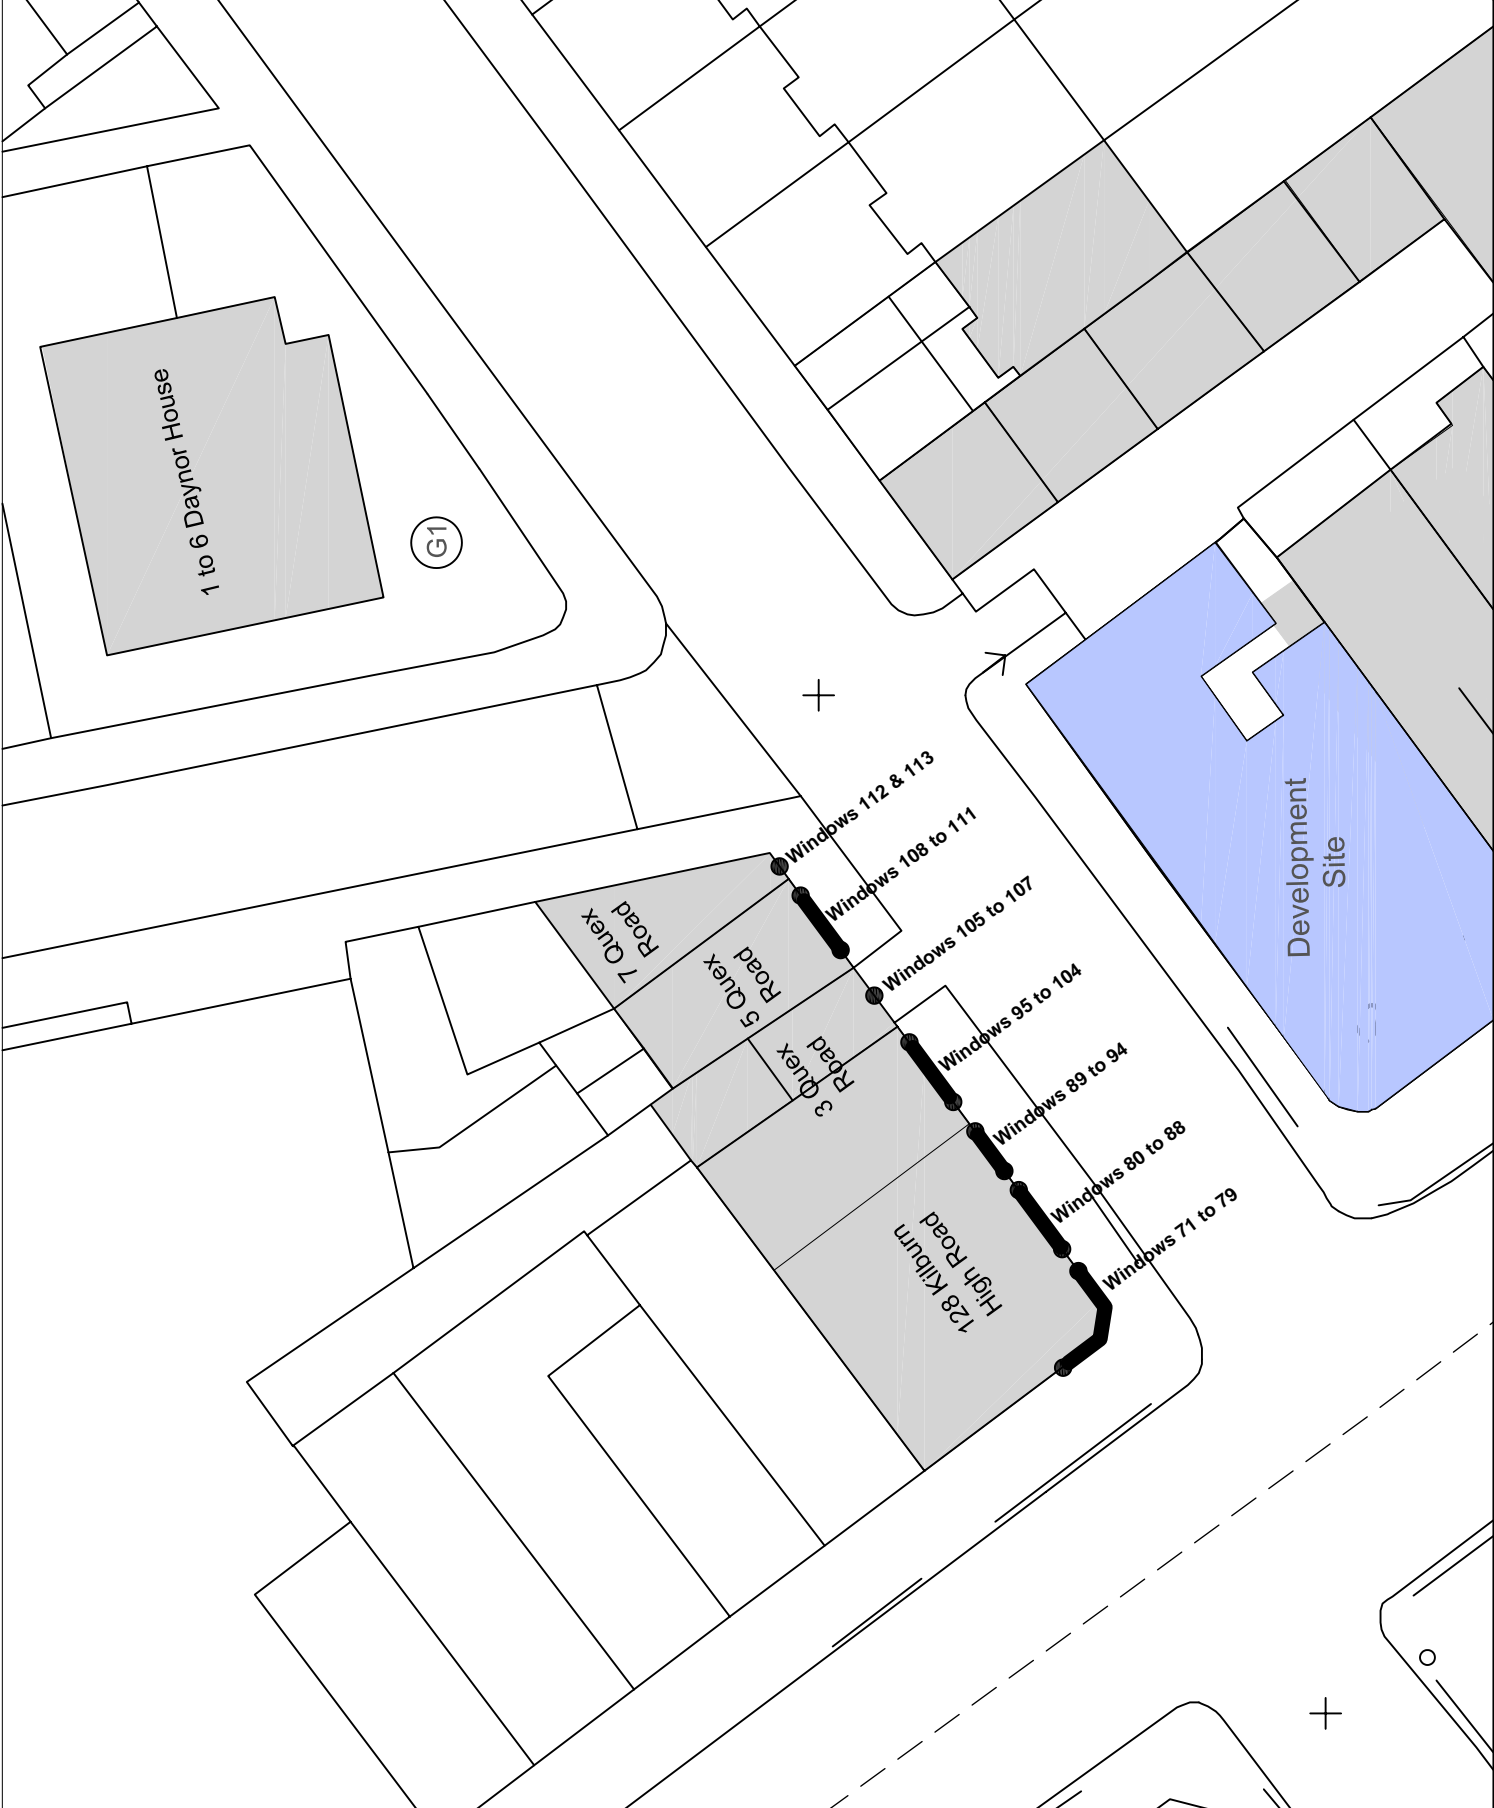 1 to 6 Daynor House
G1
Windows 112 & 113
Windows 108 to 111
Windows 105 to 107
Windows 95 to 104
Windows 89 to 94
Windows 80 to 88
Windows 71 to 79
7 Quex
Road
5 Quex
Road
3 Quex
Road
128 Kilburn
High Road
Development
Site